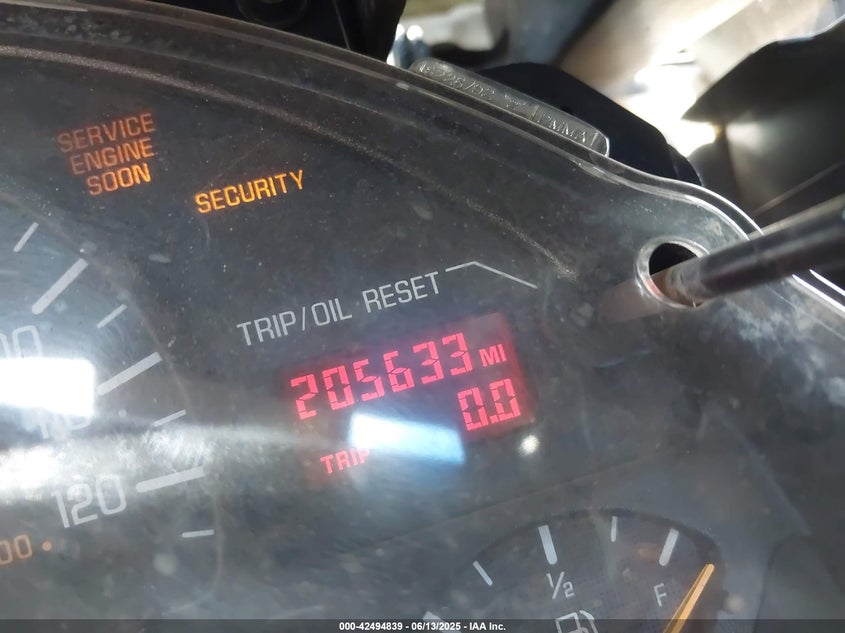 SERVICE
ENGINE
SOON
SECURITY
TRIP/OIL RESET
205633 MI
0.0
TRIP
120
1/2
F
000-42494839 - 06/13/2025 - IAA Inc.